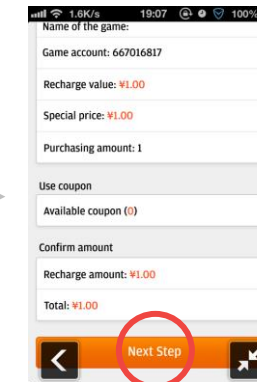 1.6K/s 19:07 100%
Name of the game:
Game account: 667016817
Recharge value: ¥1.00
Special price: ¥1.00
Purchasing amount: 1
Use coupon
Available coupon (0)
Confirm amount
Recharge amount: ¥1.00
Total: ¥1.00
Next Step